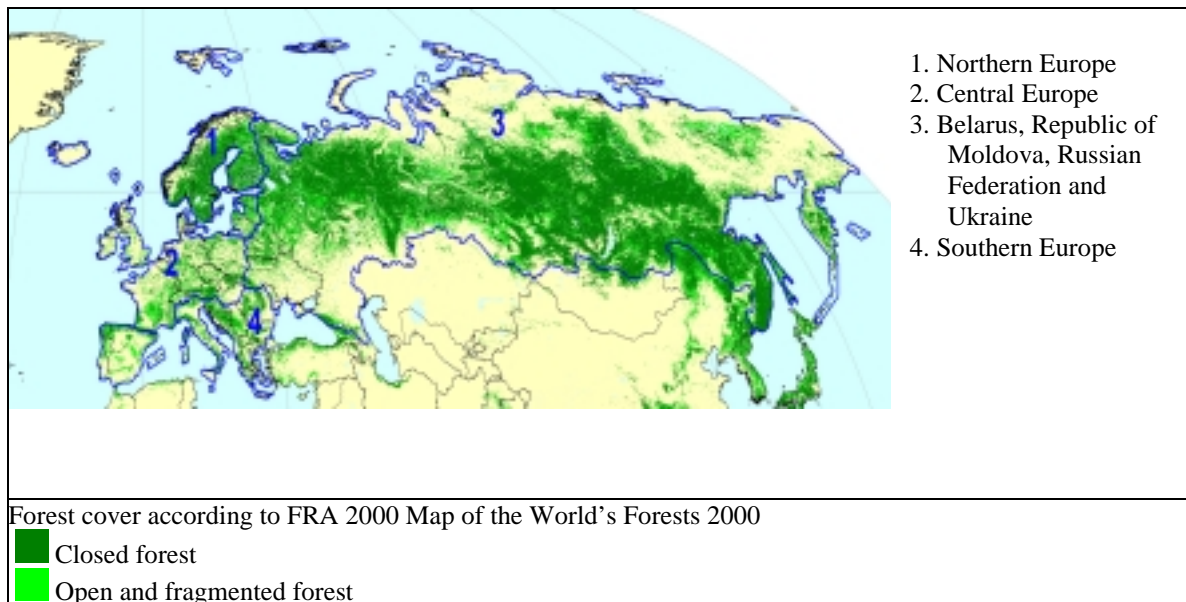 1. Northern Europe
2. Central Europe
3. Belarus, Republic of
Moldova, Russian
Federation and
Ukraine
4. Southern Europe
1
2
3
4
Forest cover according to FRA 2000 Map of the World's Forests 2000
Closed forest
Open and fragmented forest